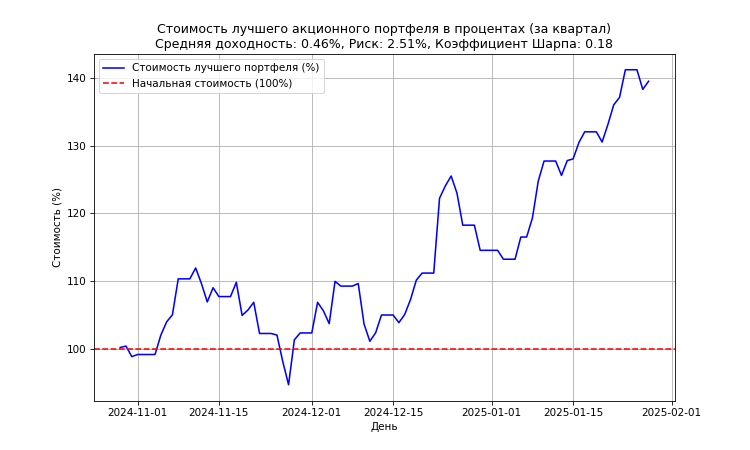 Стоимость лучшего акционного портфеля в процентах (за квартал)
Средняя доходность: 0.46%, Риск: 2.51%, Коэффициент Шарпа: 0.18
Стоимость лучшего портфеля (%)
Начальная стоимость (100%)
Стоимость (%)
140
130
120
110
100
2024-11-01 2024-11-15 2024-12-01 2024-12-15 2025-01-01 2025-01-15 2025-02-01
День